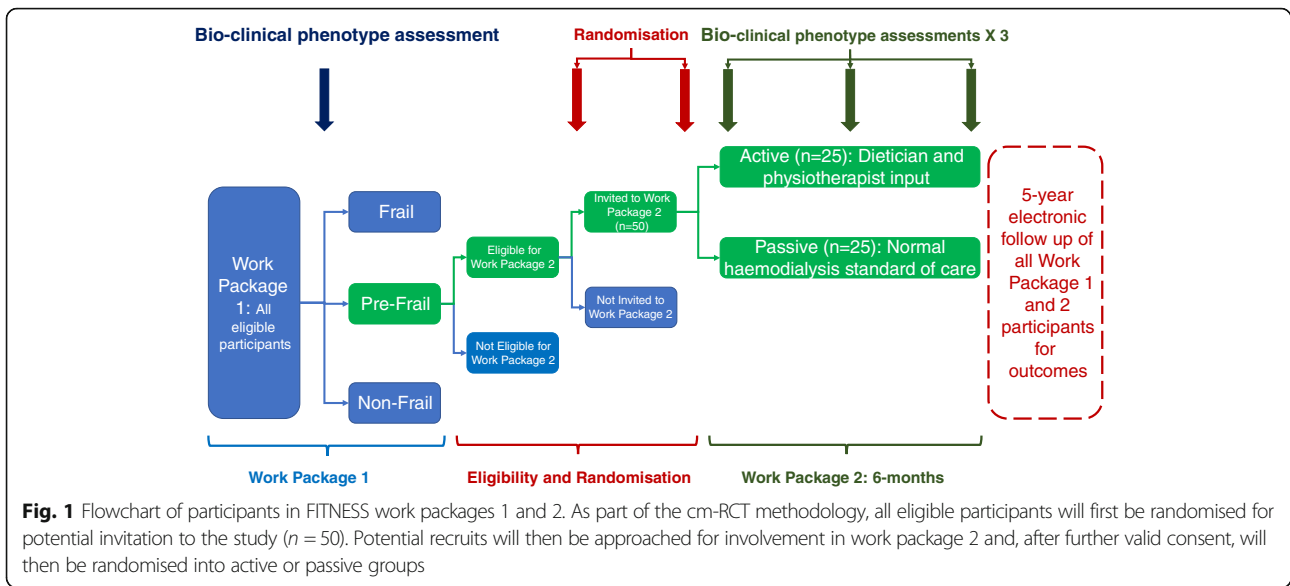 Bio-clinical phenotype assessment
Randomisation
Bio-clinical phenotype assessments X 3
Work
Package
1: All
eligible
participants
Frail
Pre-Frail
Non-Frail
Eligible for
Work Package 2
Not Eligible for
Work Package 2
Invited to Work
Package 2
(n=50)
Not Invited to
Work Package 2
Active (n=25): Dietician and
physiotherapist input
Passive (n=25): Normal
haemodialysis standard of care
5-year
electronic
follow up of
all Work
Package 1
and 2
participants
for
outcomes
Work Package 1
Eligibility and Randomisation
Work Package 2: 6-months
Fig. 1 Flowchart of participants in FITNESS work packages 1 and 2. As part of the cm-RCT methodology, all eligible participants will first be randomised for
potential invitation to the study (n = 50). Potential recruits will then be approached for involvement in work package 2 and, after further valid consent, will
then be randomised into active or passive groups